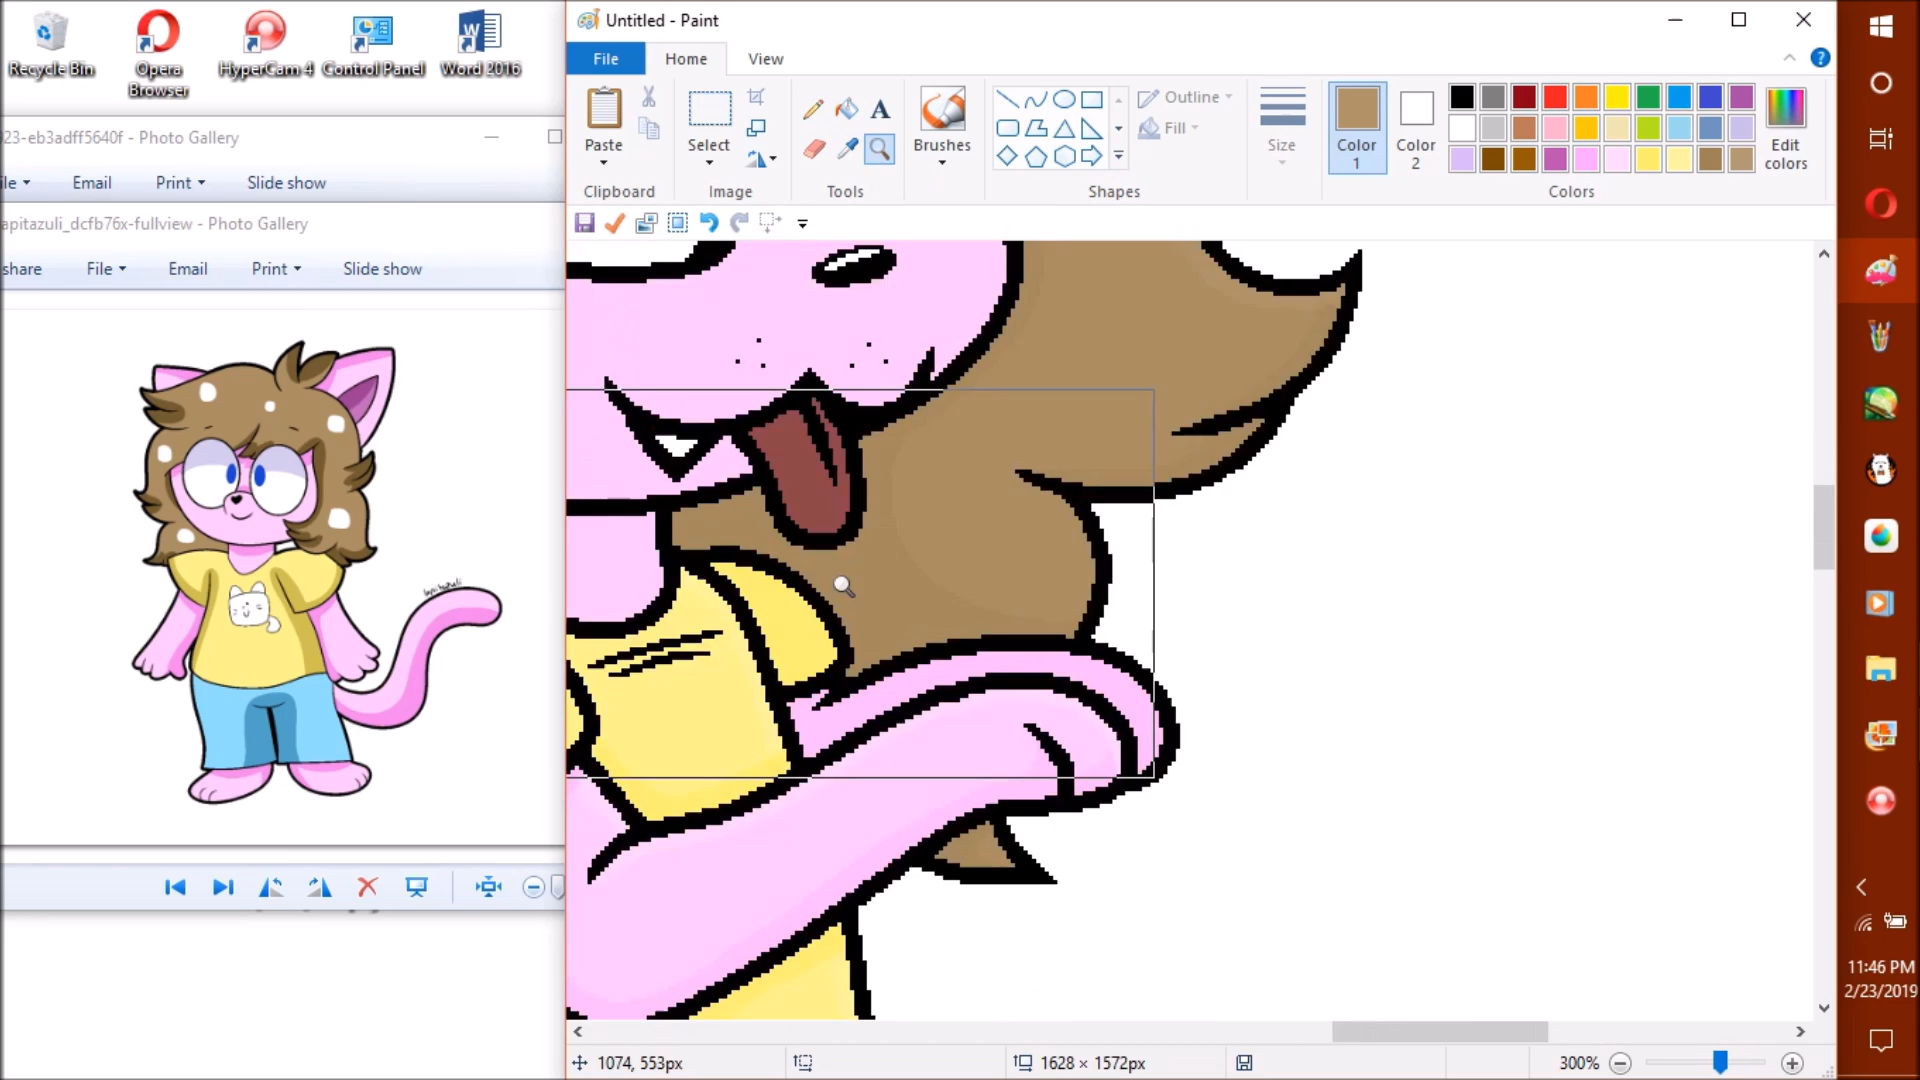 Recycle Bin
Opera Browser
HyperCam 4
Control Panel
Word 2016
23-eb3adff5640f - Photo Gallery
ile
Email
Print
Slide show
apitazuli_dcfb76x-fullview - Photo Gallery
share
File
Email
Print
Slide show
Untitled - Paint
File
Home
View
Paste
Clipboard
Select
Image
A
Tools
Brushes
Shapes
Outline
Fill
Size
Color 1
Color 2
Edit colors
Colors
1074, 553px
1628 × 1572px
300%
11:46 PM
2/23/2019